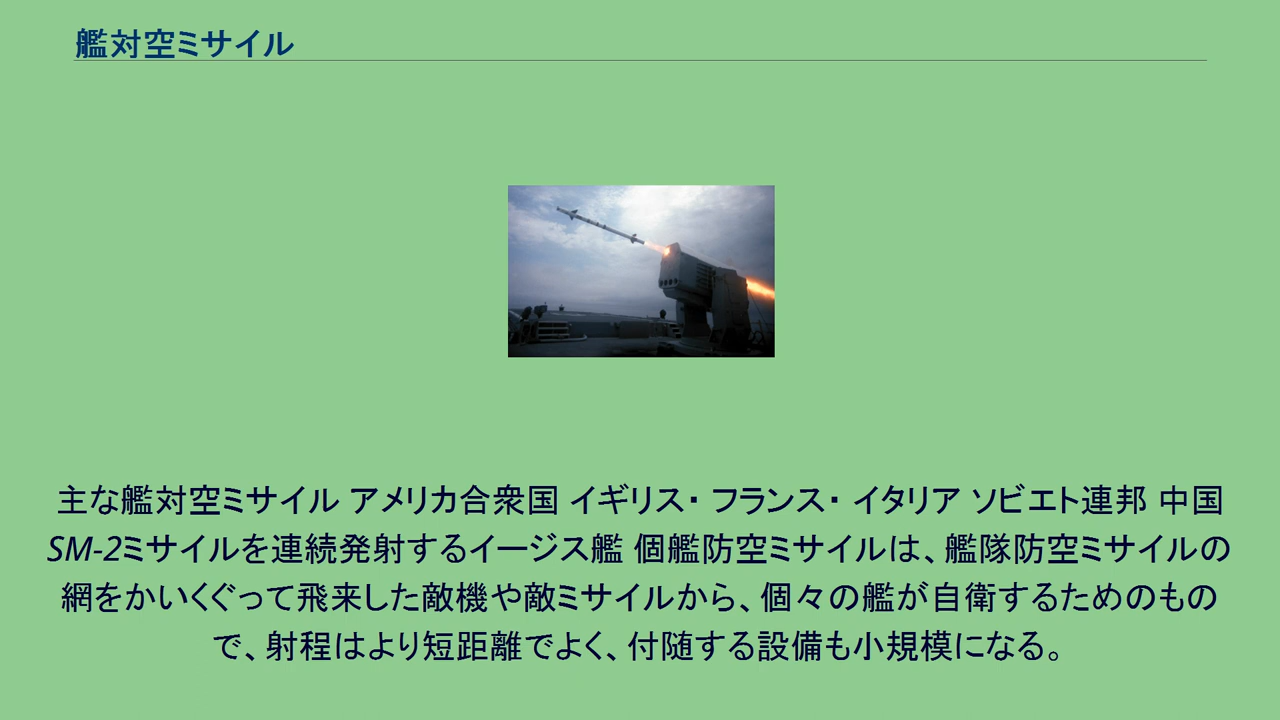 艦対空ミサイル
主な艦対空ミサイル アメリカ合衆国 イギリス・ フランス・ イタリア ソビエト連邦 中国
SM-2ミサイルを連続発射するイージス艦 個艦防空ミサイルは、艦隊防空ミサイルの
網をかいくぐって飛来した敵機や敵ミサイルから、個々の艦が自衛するためのもの
で、射程はより短距離でよく、付随する設備も小規模になる。